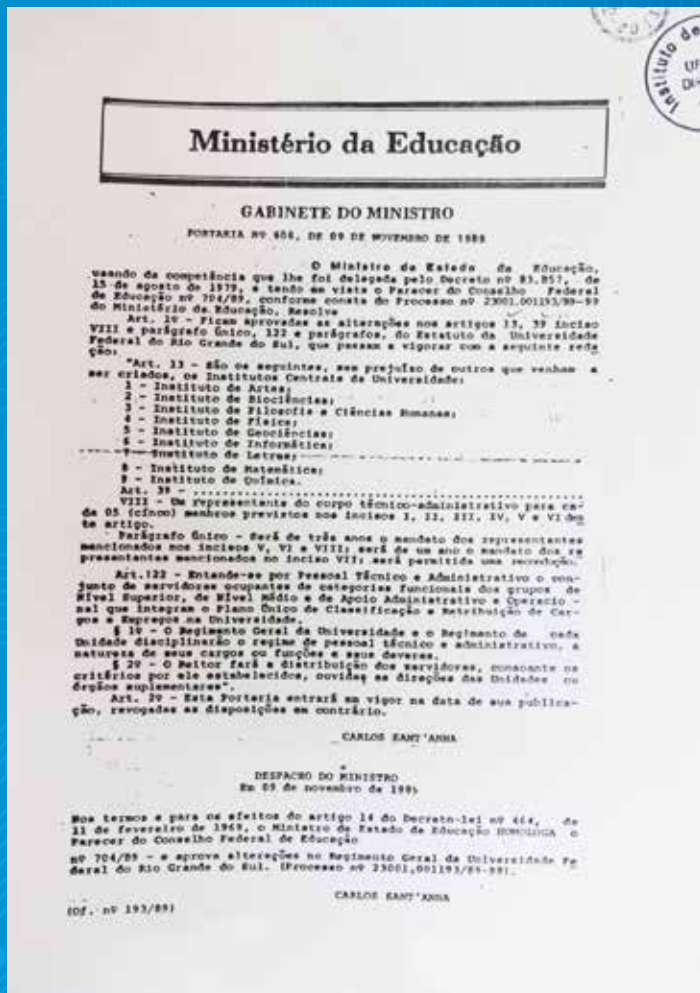 Instituto de
UF
Ministério da Educação
GABINETE DO MINISTRO
PORTARIA Nº 604, DE 09 DE NOVEMBRO DE 1989
O Ministro de Estado da Educação,
usando da competência que lhe foi delegada pelo Decreto nº 83.857, de
15 de agosto de 1979, e tendo em vista o Parecer do Conselho Federal
de Educação nº 704/89, conforme consta do Processo nº 23001.001193/89-99
do Ministério da Educação, Resolve
Art. 1º - Ficam aprovadas as alterações nos artigos 13, 39 inciso
VIII e parágrafo único, 122 e parágrafos, do Estatuto da Universidade
Federal do Rio Grande do Sul, que passam a vigorar com a seguinte reda
ção:
"Art. 13 - São os seguintes, sem prejuízo de outros que venham a
ser criados, os Institutos Centrais da Universidade:
1 - Instituto de Artes;
2 - Instituto de Biociências;
3 - Instituto de Filosofia e Ciências Humanas;
4 - Instituto de Física;
5 - Instituto de Geociências;
6 - Instituto de Informática;
7 - Instituto de Letras;
8 - Instituto de Matemática;
9 - Instituto de Química.
Art. 39 - ........................................
VIII - Um representante do corpo técnico-administrativo para ca-
da 05 (cinco) membros previstos nos incisos I, II, III, IV, V e VI des
te artigo.
Parágrafo Único - Será de três anos o mandato dos representantes
mencionados nos incisos V, VI e VIII; será de um ano o mandato dos re
presentantes mencionados no inciso VII; será permitida uma recondução.
Art.122 - Entende-se por Pessoal Técnico e Administrativo o con-
junto de servidores ocupantes de categorias funcionais dos grupos de
Nível Superior, de Nível Médio e de Apoio Administrativo e Operacio -
nal que integram o Plano Único de Classificação e Retribuição de Car-
gos e Empregos na Universidade.
§ 1º - O Regimento Geral da Universidade e o Regimento de cada
Unidade disciplinarão o regime de pessoal técnico e administrativo, a
natureza de seus cargos ou funções e seus deveres.
§ 2º - O Reitor fará a distribuição dos servidores, consoante os
critérios por ele estabelecidos, ouvidas as direções das Unidades ou
órgãos suplementares".
Art. 2º - Esta Portaria entrará em vigor na data de sua publica-
ção, revogadas as disposições em contrário.
CARLOS SANT'ANNA
DESPACHO DO MINISTRO
Em 09 de novembro de 1989
Nos termos e para os efeitos do artigo 14 do Decreto-lei nº 464, de
11 de fevereiro de 1969, o Ministro de Estado da Educação HOMOLOGA o
Parecer do Conselho Federal de Educação
nº 704/89 - e aprova alterações no Regimento Geral da Universidade Fe
deral do Rio Grande do Sul. (Processo nº 23001.001193/89-99).
CARLOS SANT'ANNA
(Of. nº 193/89)